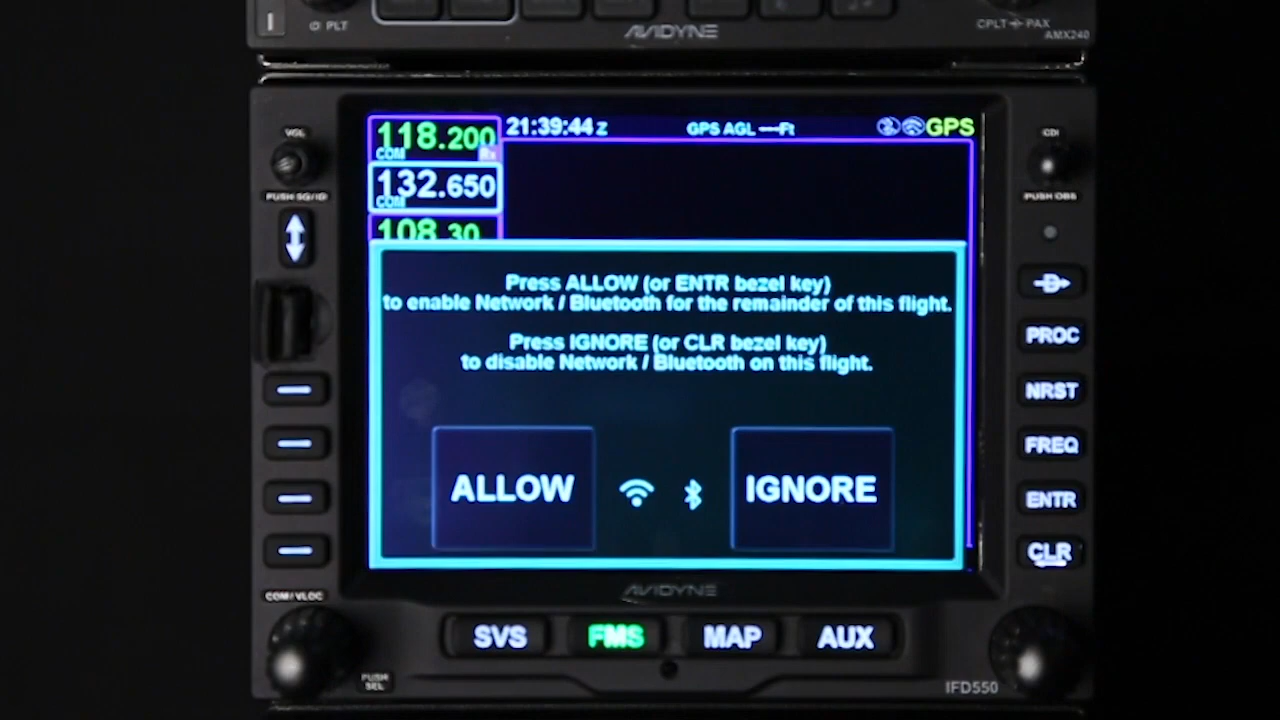 PLT
AVIDYNE
CPLT PAX
AMX240
VOL
118.200
COM
Rx
21:39:44 Z
GPS AGL ----Ft
GPS
CDI
132.650
COM
PUSH SQ/ID
PUSH OBS
108.30
Press ALLOW (or ENTR bezel key)
to enable Network / Bluetooth for the remainder of this flight.
Press IGNORE (or CLR bezel key)
to disable Network / Bluetooth on this flight.
ALLOW
IGNORE
D
PROC
NRST
FREQ
ENTR
CLR
AVIDYNE
COM/VLOC
SVS
FMS
MAP
AUX
PUSH
SEL
IFD550